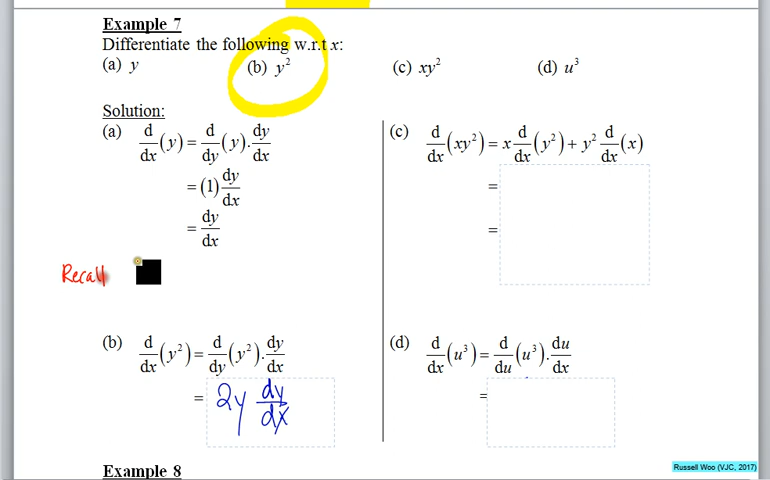 Example 7
Differentiate the following w.r.t x:
(a) y (b) y² (c) xy² (d) u³
Solution:
(a) d/dx (y) = d/dy (y) . dy/dx
= (1) dy/dx
= dy/dx
Recall
(b) d/dx (y²) = d/dy (y²) . dy/dx
= 2y dy/dx
(c) d/dx (xy²) = x d/dx (y²) + y² d/dx (x)
=
=
(d) d/dx (u³) = d/du (u³) . du/dx
=
Example 8
Russell Woo (VJC, 2017)